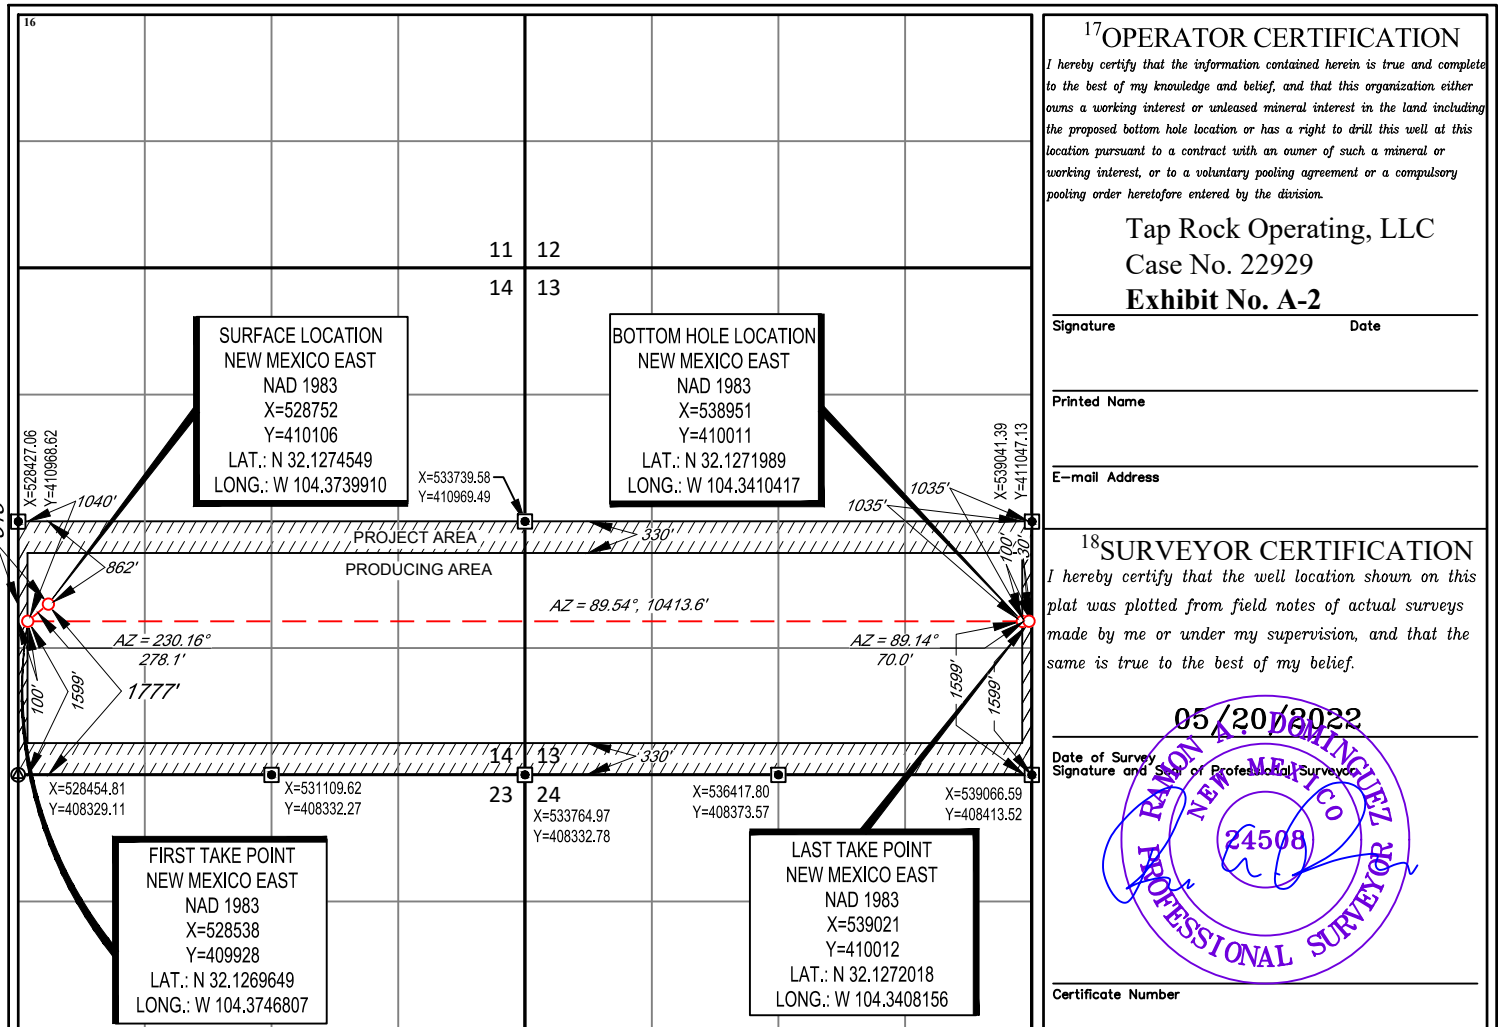 16
11 12
14 13
SURFACE LOCATION
NEW MEXICO EAST
NAD 1983
X=528752
Y=410106
LAT.: N 32.1274549
LONG.: W 104.3739910
BOTTOM HOLE LOCATION
NEW MEXICO EAST
NAD 1983
X=538951
Y=410011
LAT.: N 32.1271989
LONG.: W 104.3410417
X=528427.06
Y=410968.62
X=533739.58
Y=410969.49
X=539041.39
Y=411047.13
1040'
862'
1035'
1035'
330'
100'
30'
PROJECT AREA
PRODUCING AREA
AZ = 89.54°, 10413.6'
AZ = 230.16°
278.1'
AZ = 89.14°
70.0'
100'
1599'
1777'
1599'
1599'
330'
14 13
23 24
X=528454.81
Y=408329.11
X=531109.62
Y=408332.27
X=533764.97
Y=408332.78
X=536417.80
Y=408373.57
X=539066.59
Y=408413.52
FIRST TAKE POINT
NEW MEXICO EAST
NAD 1983
X=528538
Y=409928
LAT.: N 32.1269649
LONG.: W 104.3746807
LAST TAKE POINT
NEW MEXICO EAST
NAD 1983
X=539021
Y=410012
LAT.: N 32.1272018
LONG.: W 104.3408156
17 OPERATOR CERTIFICATION
I hereby certify that the information contained herein is true and complete
to the best of my knowledge and belief, and that this organization either
owns a working interest or unleased mineral interest in the land including
the proposed bottom hole location or has a right to drill this well at this
location pursuant to a contract with an owner of such a mineral or
working interest, or to a voluntary pooling agreement or a compulsory
pooling order heretofore entered by the division.
Tap Rock Operating, LLC
Case No. 22929
Exhibit No. A-2
Signature Date
Printed Name
E-mail Address
18 SURVEYOR CERTIFICATION
I hereby certify that the well location shown on this
plat was plotted from field notes of actual surveys
made by me or under my supervision, and that the
same is true to the best of my belief.
05/20/2022
Date of Survey
Signature and Seal of Professional Surveyor
RAMON A. DOMINGUEZ
NEW MEXICO
24508
PROFESSIONAL SURVEYOR
Certificate Number